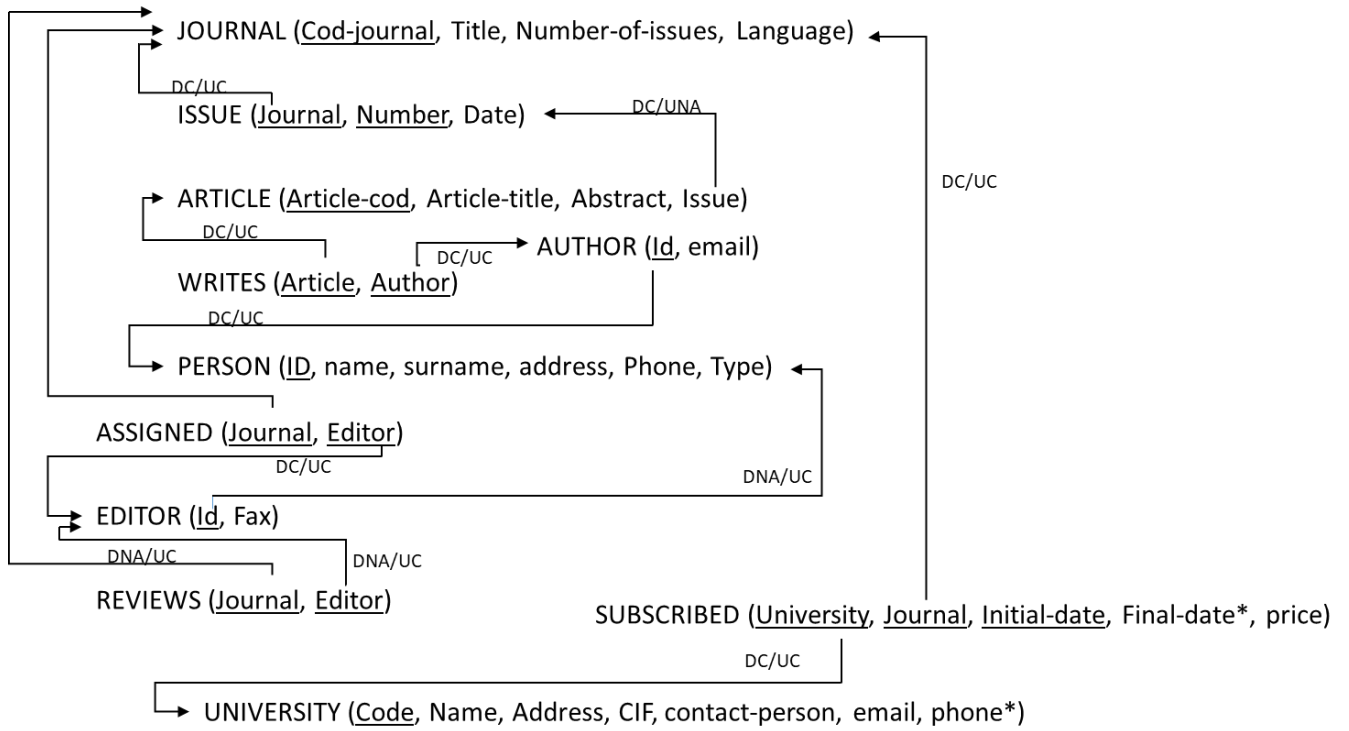 JOURNAL (Cod-journal, Title, Number-of-issues, Language)
DC/UC
ISSUE (Journal, Number, Date)
DC/UNA
DC/UC
ARTICLE (Article-cod, Article-title, Abstract, Issue)
DC/UC
AUTHOR (Id, email)
DC/UC
WRITES (Article, Author)
DC/UC
PERSON (ID, name, surname, address, Phone, Type)
ASSIGNED (Journal, Editor)
DC/UC
DNA/UC
EDITOR (Id, Fax)
DNA/UC
DNA/UC
REVIEWS (Journal, Editor)
SUBSCRIBED (University, Journal, Initial-date, Final-date*, price)
DC/UC
UNIVERSITY (Code, Name, Address, CIF, contact-person, email, phone*)